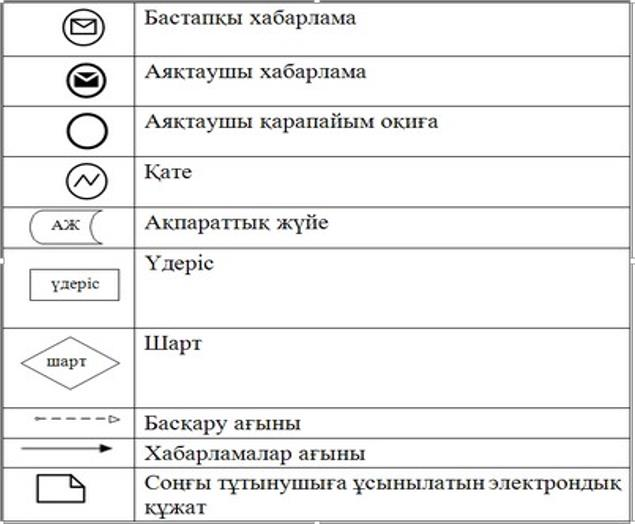 Бастапқы хабарлама
Аяқтаушы хабарлама
Аяқтаушы қарапайым оқиға
Қате
АЖ Ақпараттық жүйе
Үдеріс
үдеріс
Шарт
шарт
Басқару ағыны
Хабарламалар ағыны
Соңғы тұтынушыға ұсынылатын электрондық
құжат